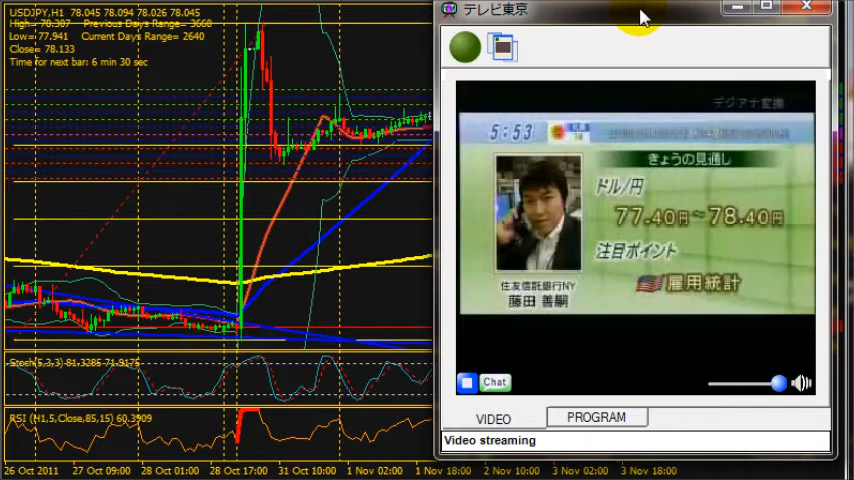 USDJPY,H1 78.045 78.094 78.026 78.045
High= 78.387 Previous Days Range= 3660
Low= 77.941 Current Days Range= 2640
Close= 78.133
Time for next bar: 6 min 30 sec
Stoch(5,3,3) 81.3285 71.9175
RSI (H1,5,Close,85,15) 60.3909
26 Oct 2011 27 Oct 09:00 28 Oct 01:00 28 Oct 17:00 31 Oct 10:00 1 Nov 02:00 1 Nov 18:00 2 Nov 10:00 3 Nov 02:00 3 Nov 18:00
テレビ東京
デジアナ変換
5:53
きょうの見通し
ドル/円
77.40円~78.40円
注目ポイント
雇用統計
住友信託銀行NY
藤田 善嗣
Chat
VIDEO PROGRAM
Video streaming